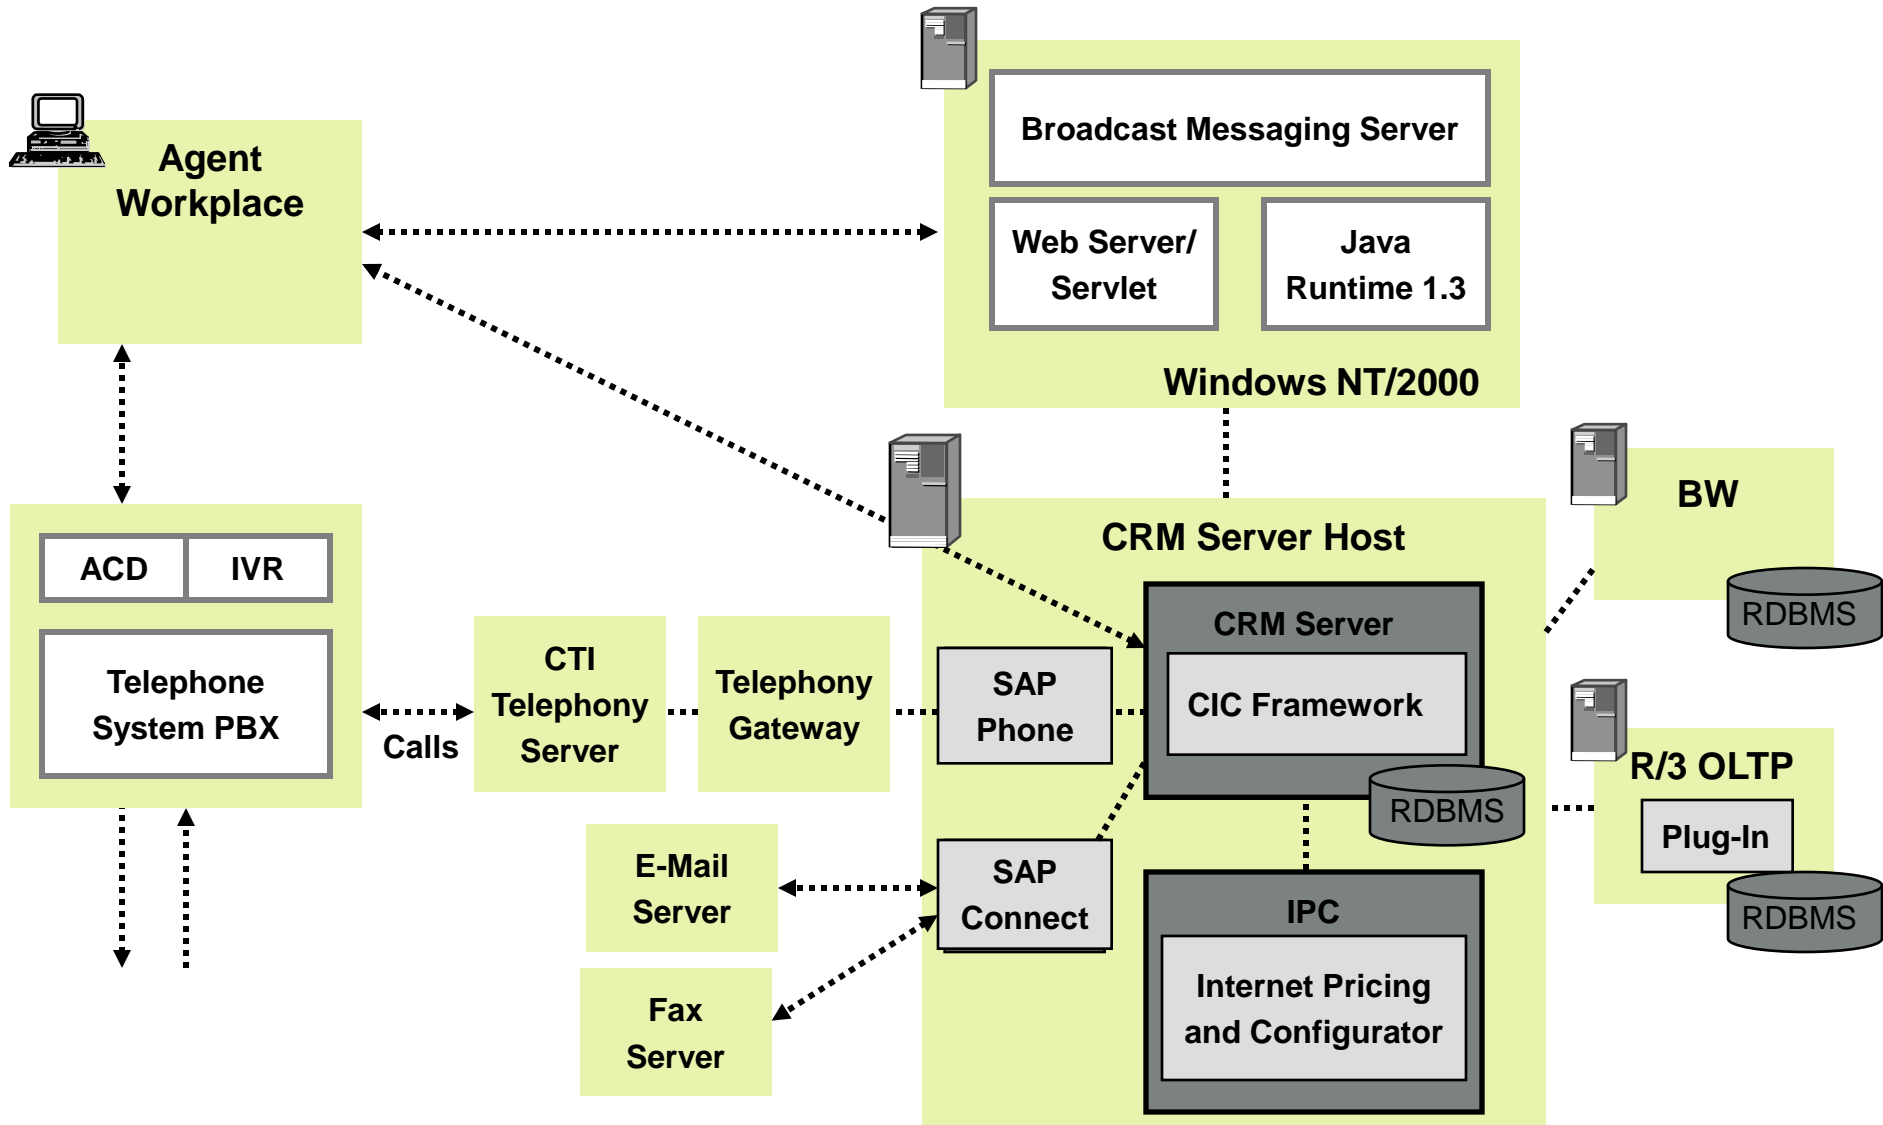 Agent
Workplace
Broadcast Messaging Server
Web Server/
Servlet
Java
Runtime 1.3
Windows NT/2000
ACD
IVR
Telephone
System PBX
Calls
CTI
Telephony
Server
Telephony
Gateway
CRM Server Host
SAP
Phone
CRM Server
CIC Framework
RDBMS
SAP
Connect
E-Mail
Server
Fax
Server
IPC
Internet Pricing
and Configurator
BW
RDBMS
R/3 OLTP
Plug-In
RDBMS